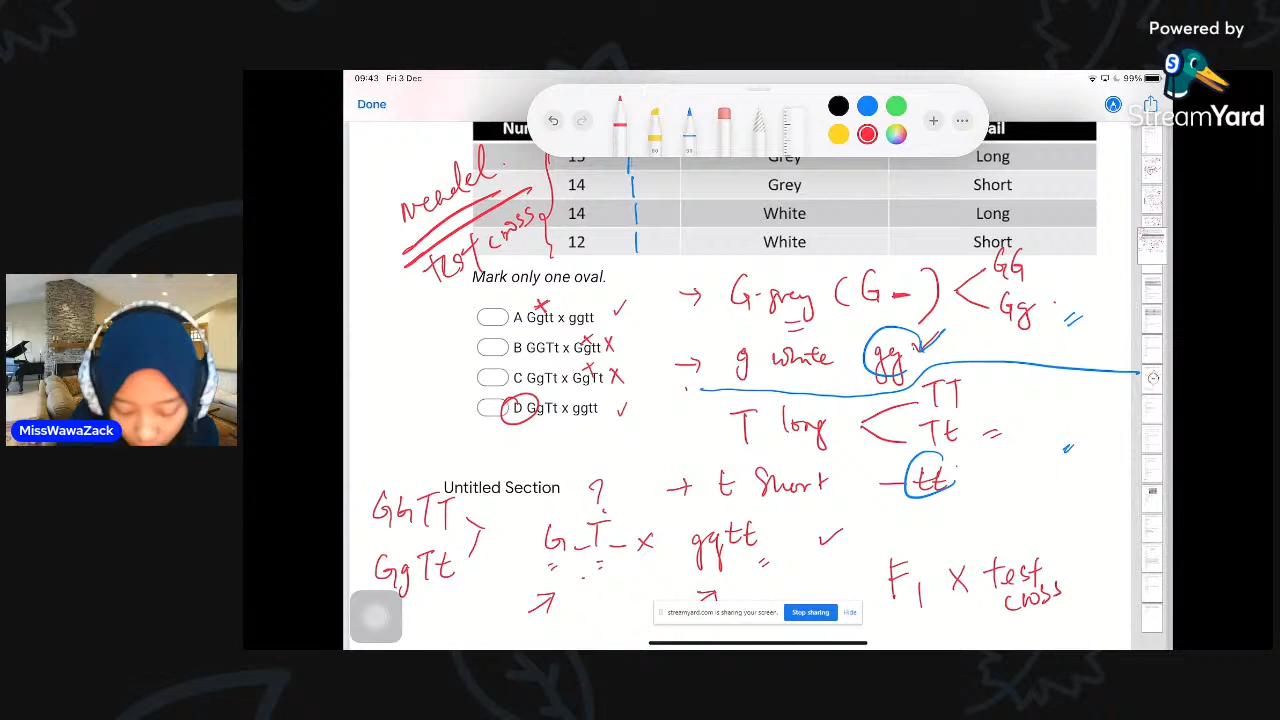 Powered by
StreamYard
09:43 Fri 3 Dec
99%
Done
Grey Long
14 Grey Short
14 White Long
12 White Short
Mendel
test cross
Mark only one oval.
A Ggtt x ggtt
B GGTt x Ggtt
C GgTt x GgTt
D GgTt x ggtt
→ G-grey (G-) < GG
Gg
→ g white gg
T long < TT
Tt =
→ t short - tt
Untitled Section
GGTT
GgTt
?
G_T_ x ggtt ✓
F1 X test cross
MissWawaZack
streamyard.com is sharing your screen. Stop sharing Hide